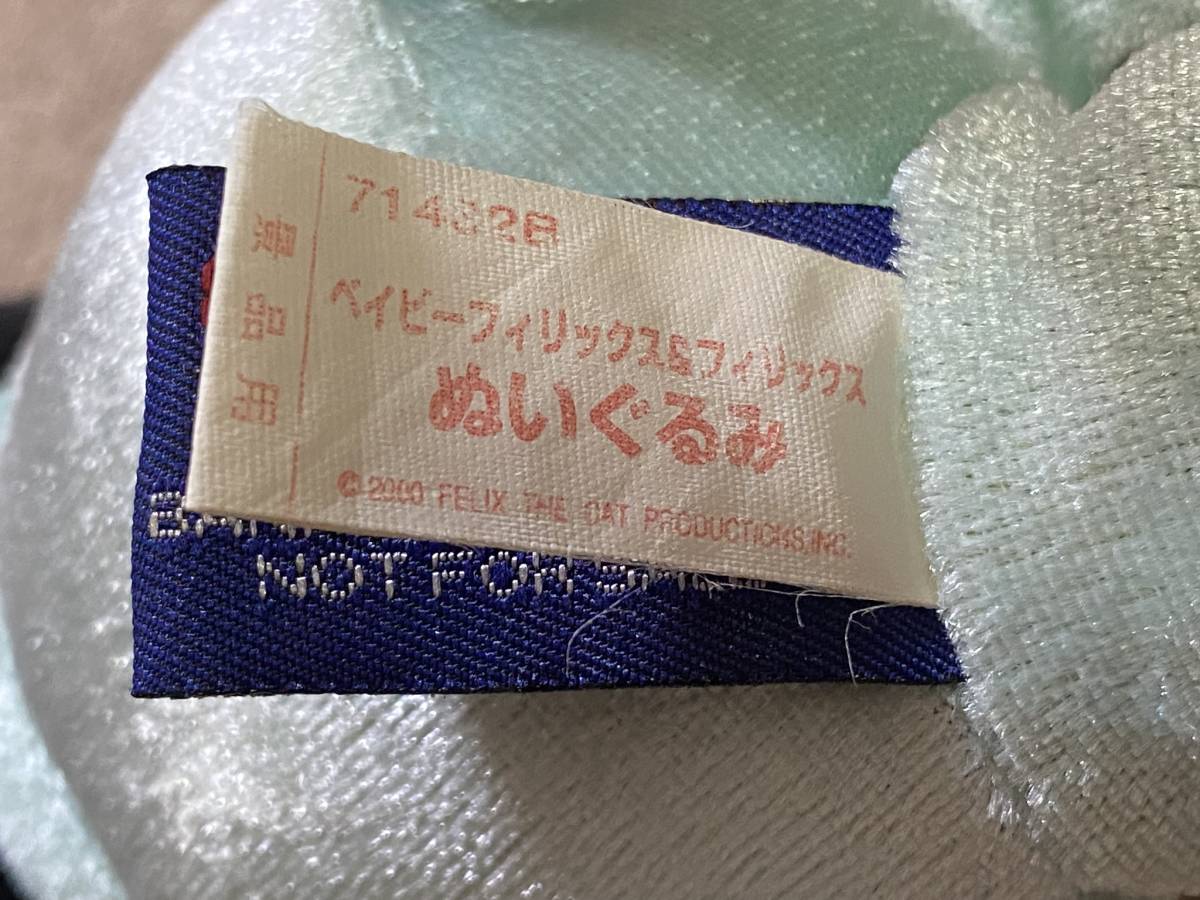 景品用
ベイビーフィリックス&フィリックス
ぬいぐるみ
©2000 FELIX THE CAT PRODUCTIONS,INC.
NOT FOR